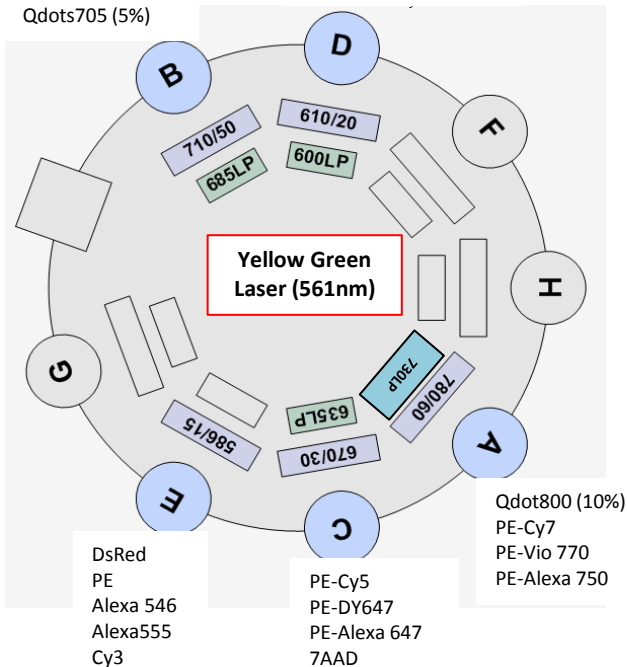 Qdots705 (5%)
B
D
F
710/50
610/20
685LP
600LP
Yellow Green
Laser (561nm)
H
G
730LP
780/60
635LP
586/15
670/30
A
E
C
Qdot800 (10%)
PE-Cy7
PE-Vio 770
PE-Alexa 750
DsRed
PE
Alexa 546
Alexa555
Cy3
PE-Cy5
PE-DY647
PE-Alexa 647
7AAD